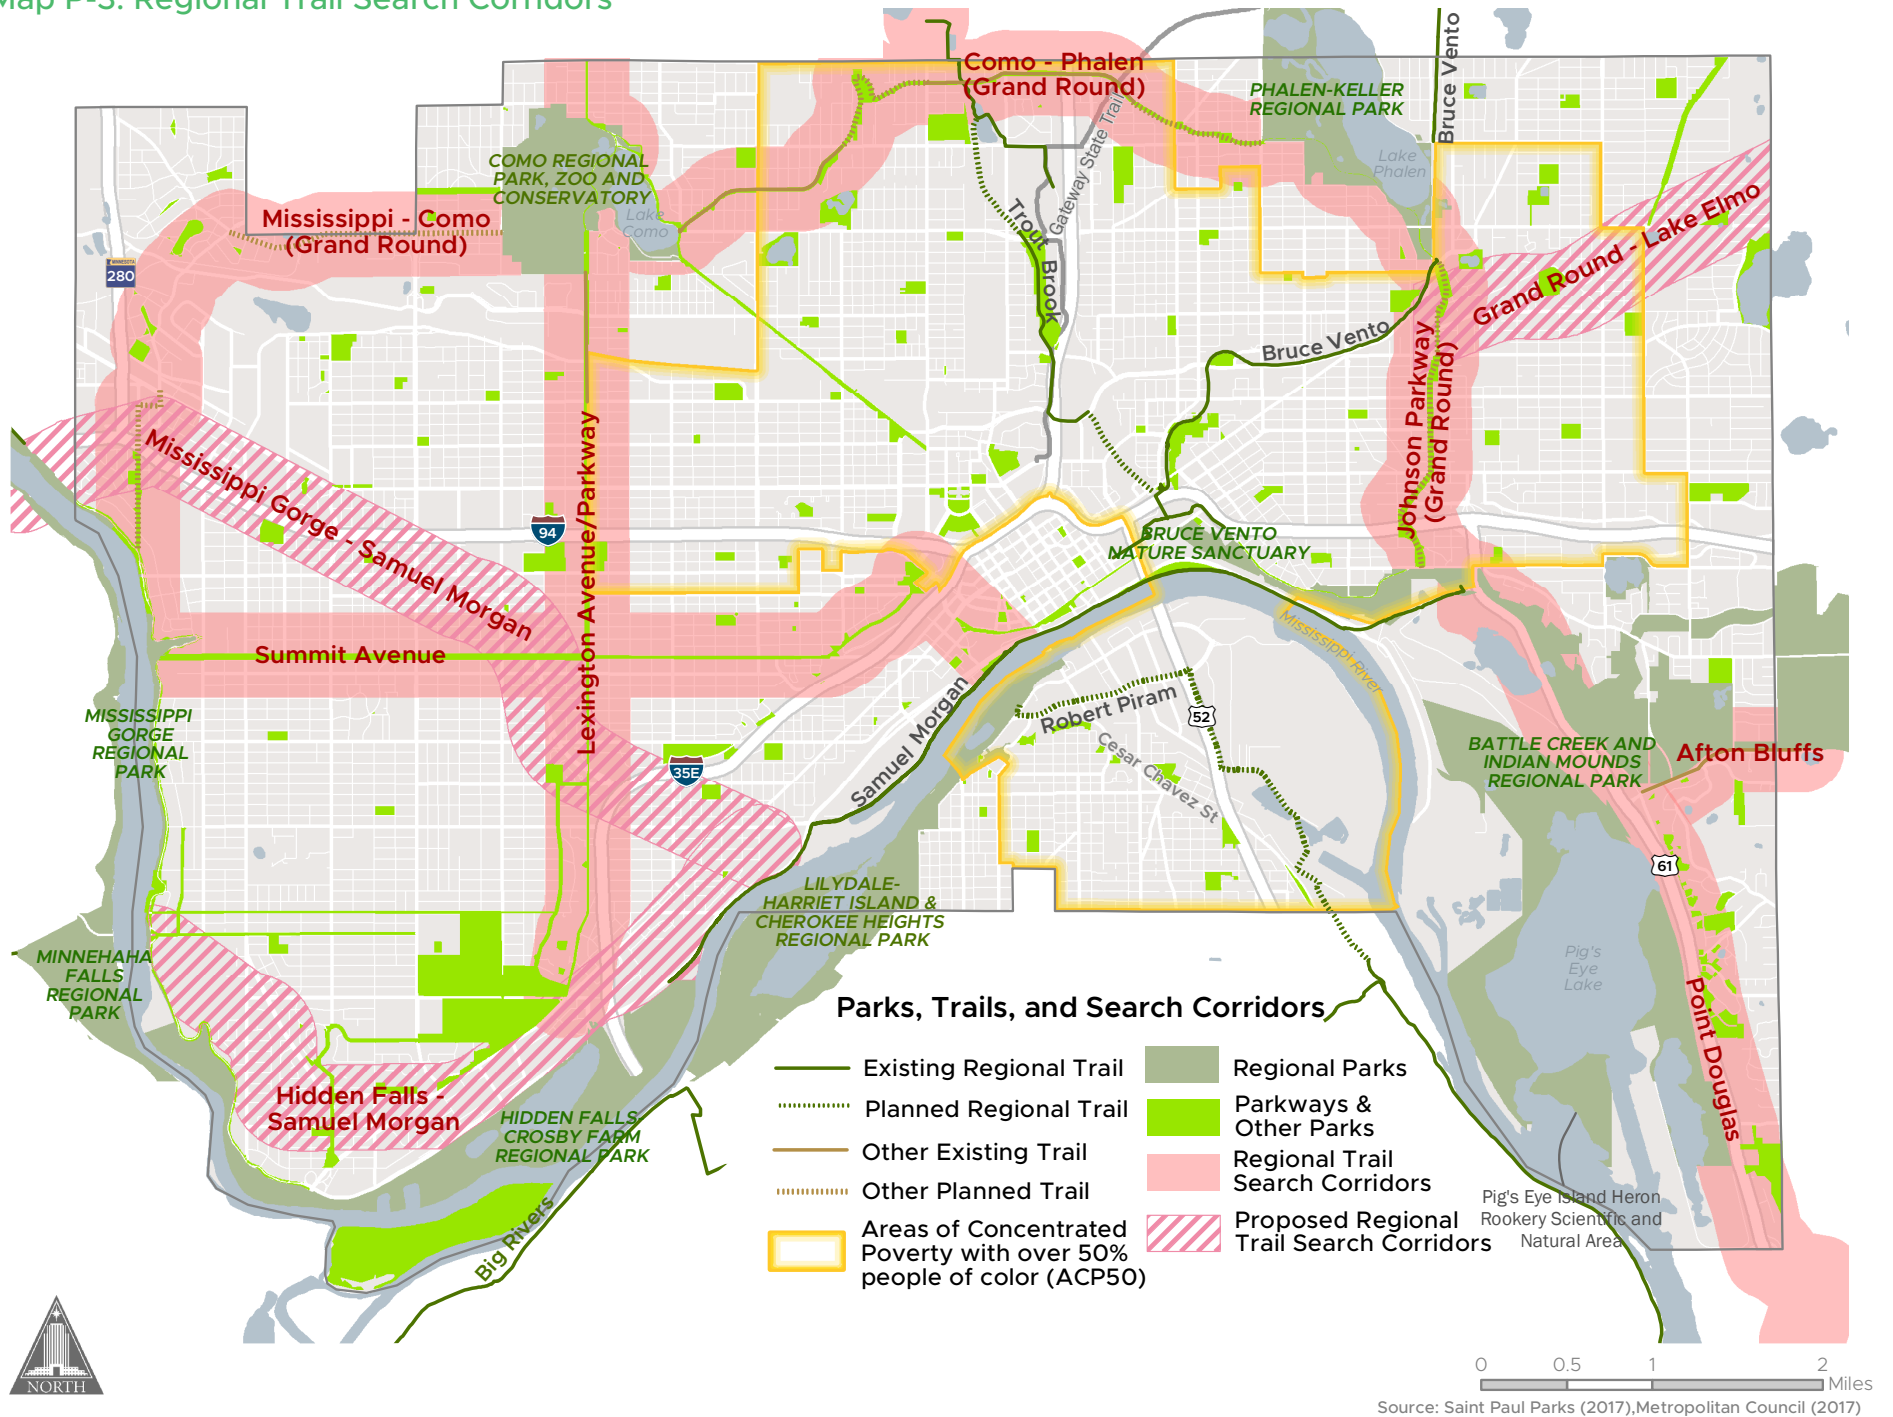 Map P-3: Regional Trail Search Corridors
Como - Phalen
(Grand Round)
Bruce Vento
PHALEN-KELLER
REGIONAL PARK
Gateway State Trail
COMO REGIONAL
PARK, ZOO AND
CONSERVATORY
Lake
Como
Lake
Phalen
Mississippi - Como
(Grand Round)
MINNESOTA
280
Trout Brook
Grand Round - Lake Elmo
Bruce Vento
Johnson Parkway
(Grand Round)
Mississippi Gorge - Samuel Morgan
94
Lexington Avenue/Parkway
BRUCE VENTO
NATURE SANCTUARY
Summit Avenue
Mississippi River
Samuel Morgan
Robert Piram
52
Cesar Chavez St
MISSISSIPPI
GORGE
REGIONAL
PARK
35E
BATTLE CREEK AND
INDIAN MOUNDS
REGIONAL PARK
Afton Bluffs
61
LILYDALE-
HARRIET ISLAND &
CHEROKEE HEIGHTS
REGIONAL PARK
MINNEHAHA
FALLS
REGIONAL
PARK
Pig's
Eye
Lake
Point Douglas
Hidden Falls -
Samuel Morgan
HIDDEN FALLS
CROSBY FARM
REGIONAL PARK
Big Rivers
Pig's Eye Island Heron
Rookery Scientific and
Natural Area
Parks, Trails, and Search Corridors
Existing Regional Trail
Planned Regional Trail
Other Existing Trail
Other Planned Trail
Areas of Concentrated
Poverty with over 50%
people of color (ACP50)
Regional Parks
Parkways &
Other Parks
Regional Trail
Search Corridors
Proposed Regional
Trail Search Corridors
NORTH
0 0.5 1 2
Miles
Source: Saint Paul Parks (2017),Metropolitan Council (2017)